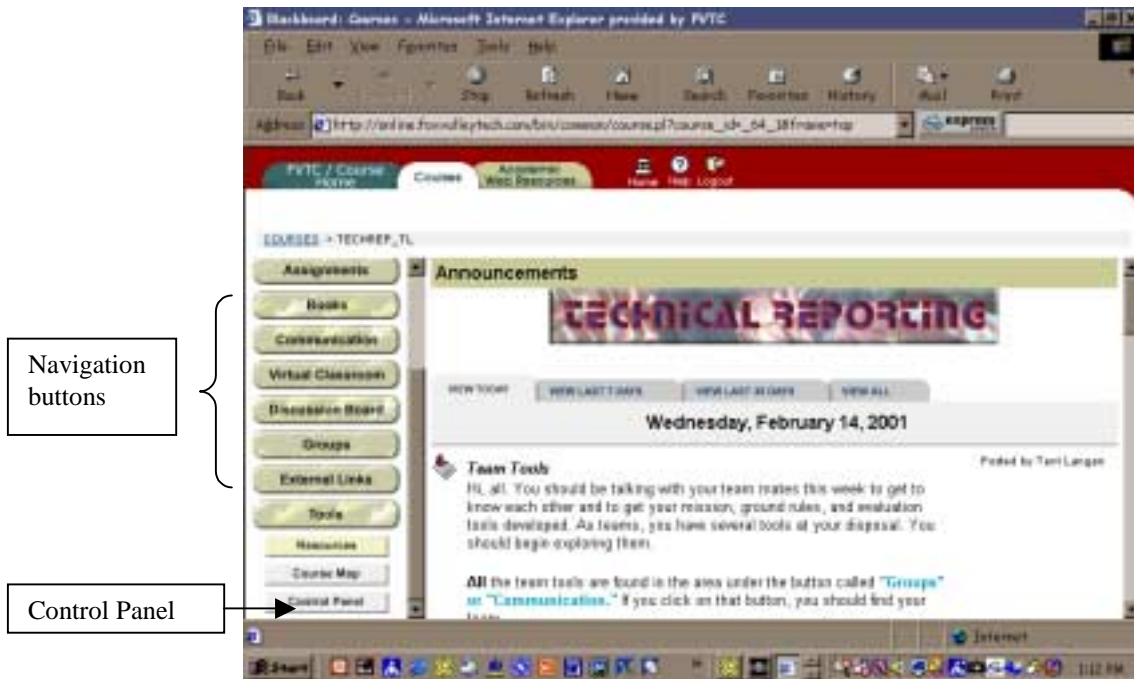 Blackboard: Courses - Microsoft Internet Explorer provided by FVTC
File Edit View Favorites Tools Help
Back Stop Refresh Home Search Favorites History Mail Print
Address
express
FVTC / Course Home
Courses
Academic Web Resources
Home Help Logout
COURSES > TECHREP_TL
Assignments
Books
Communication
Virtual Classroom
Discussion Board
Groups
External Links
Tools
Resources
Course Map
Control Panel
Navigation
buttons
Control Panel
Announcements
TECHNICAL REPORTING
VIEW TODAY VIEW LAST 7 DAYS VIEW LAST 30 DAYS VIEW ALL
Wednesday, February 14, 2001
Team Tools
Posted by Terri Langan
Hi, all. You should be talking with your team mates this week to get to
know each other and to get your mission, ground rules, and evaluation
tools developed. As teams, you have several tools at your disposal. You
should begin exploring them.
All the team tools are found in the area under the button called "Groups"
or "Communication." If you click on that button, you should find your
Internet
Start
1:12 PM